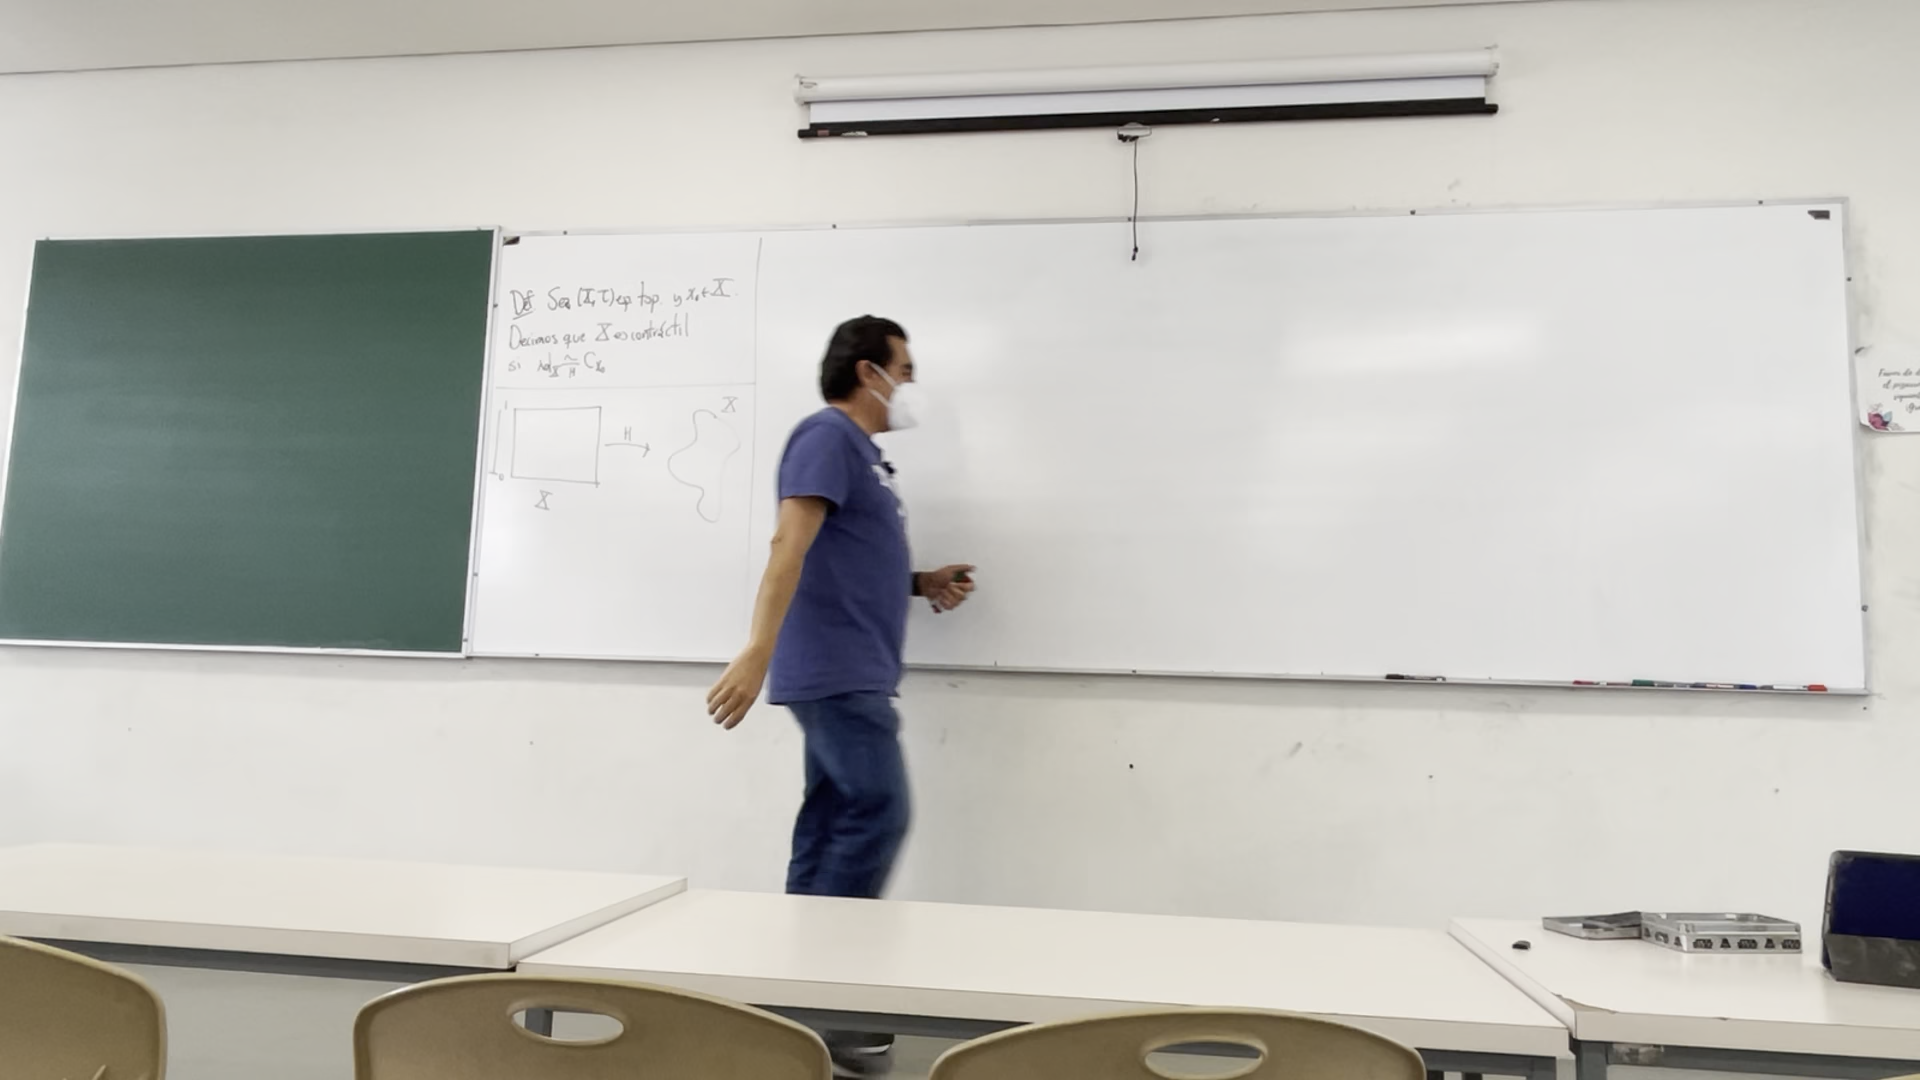 Def Sea (X, τ) esp top. y x₀ ∈ X.
Decimos que X es contráctil
si id_X ≃_H C_x₀
1
H
X
0
X